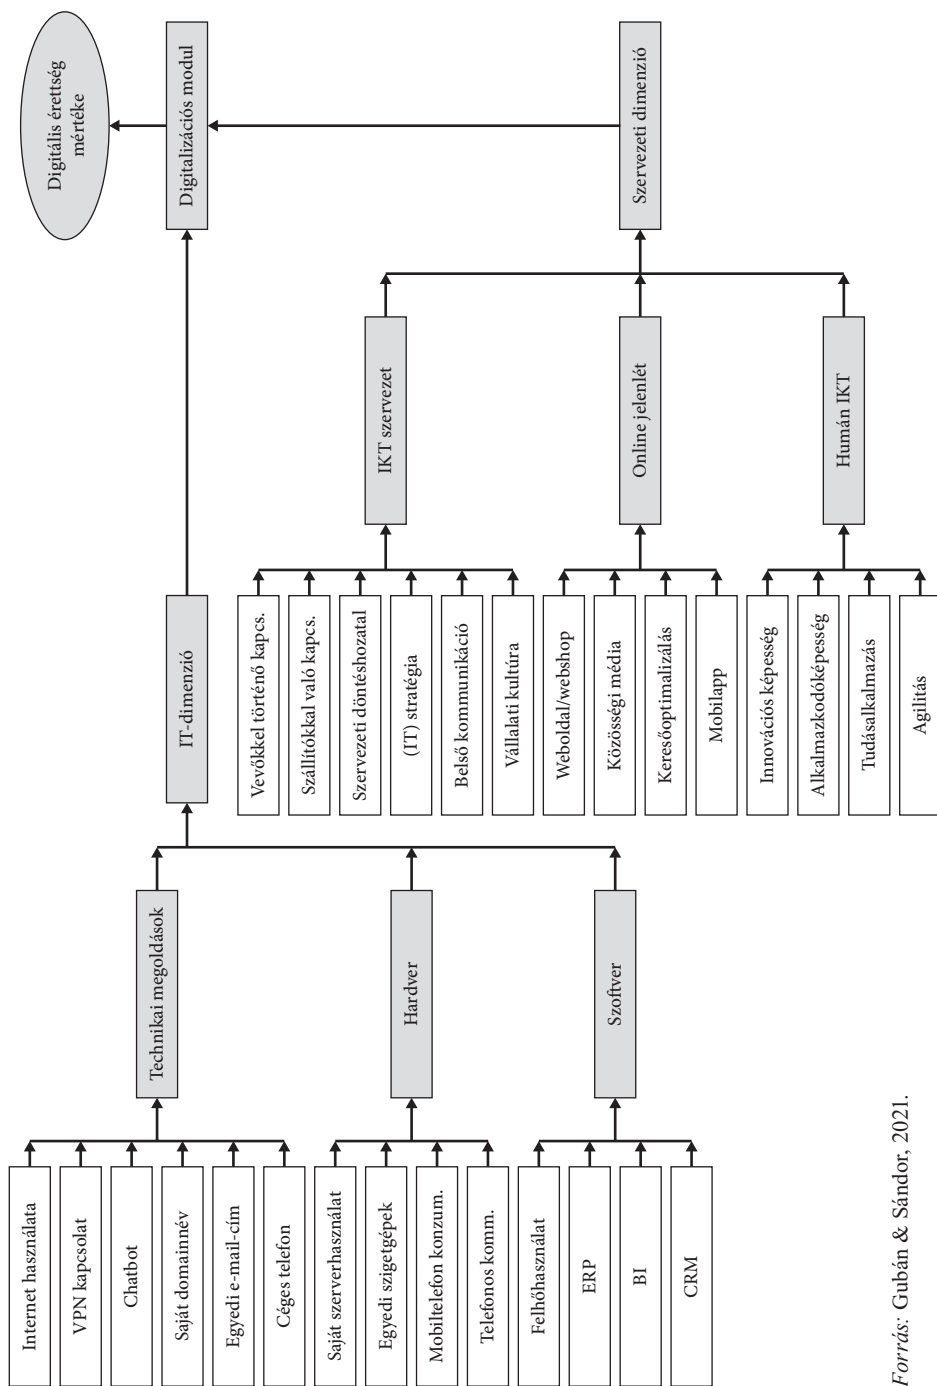 Digitális érettség
mértéke
Digitalizációs modul
IT-dimenzió
Szervezeti dimenzió
Technikai megoldások
Hardver
Szoftver
IKT szervezet
Online jelenlét
Humán IKT
Internet használata
VPN kapcsolat
Chatbot
Saját domainnév
Egyedi e-mail-cím
Céges telefon
Saját szerverhasználat
Egyedi szigetgépek
Mobiltelefon konzum.
Telefonos komm.
Felhőhasználat
ERP
BI
CRM
Vevőkkel történő kapcs.
Szállítókkal való kapcs.
Szervezeti döntéshozatal
(IT) stratégia
Belső kommunikáció
Vállalati kultúra
Weboldal/webshop
Közösségi média
Keresőoptimalizálás
Mobilapp
Innovációs képesség
Alkalmazkodóképesség
Tudásalkalmazás
Agilitás
Forrás: Gubán & Sándor, 2021.